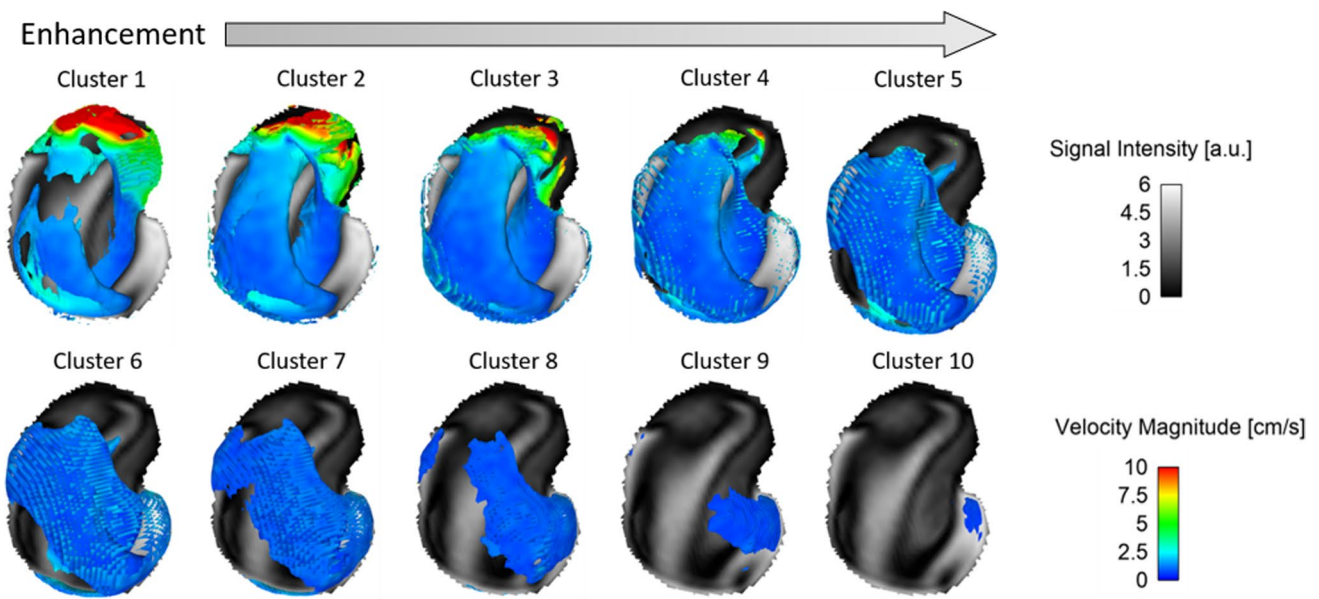 Enhancement
Cluster 1
Cluster 2
Cluster 3
Cluster 4
Cluster 5
Signal Intensity [a.u.]
6
4.5
3
1.5
0
Cluster 6
Cluster 7
Cluster 8
Cluster 9
Cluster 10
Velocity Magnitude [cm/s]
10
7.5
5
2.5
0